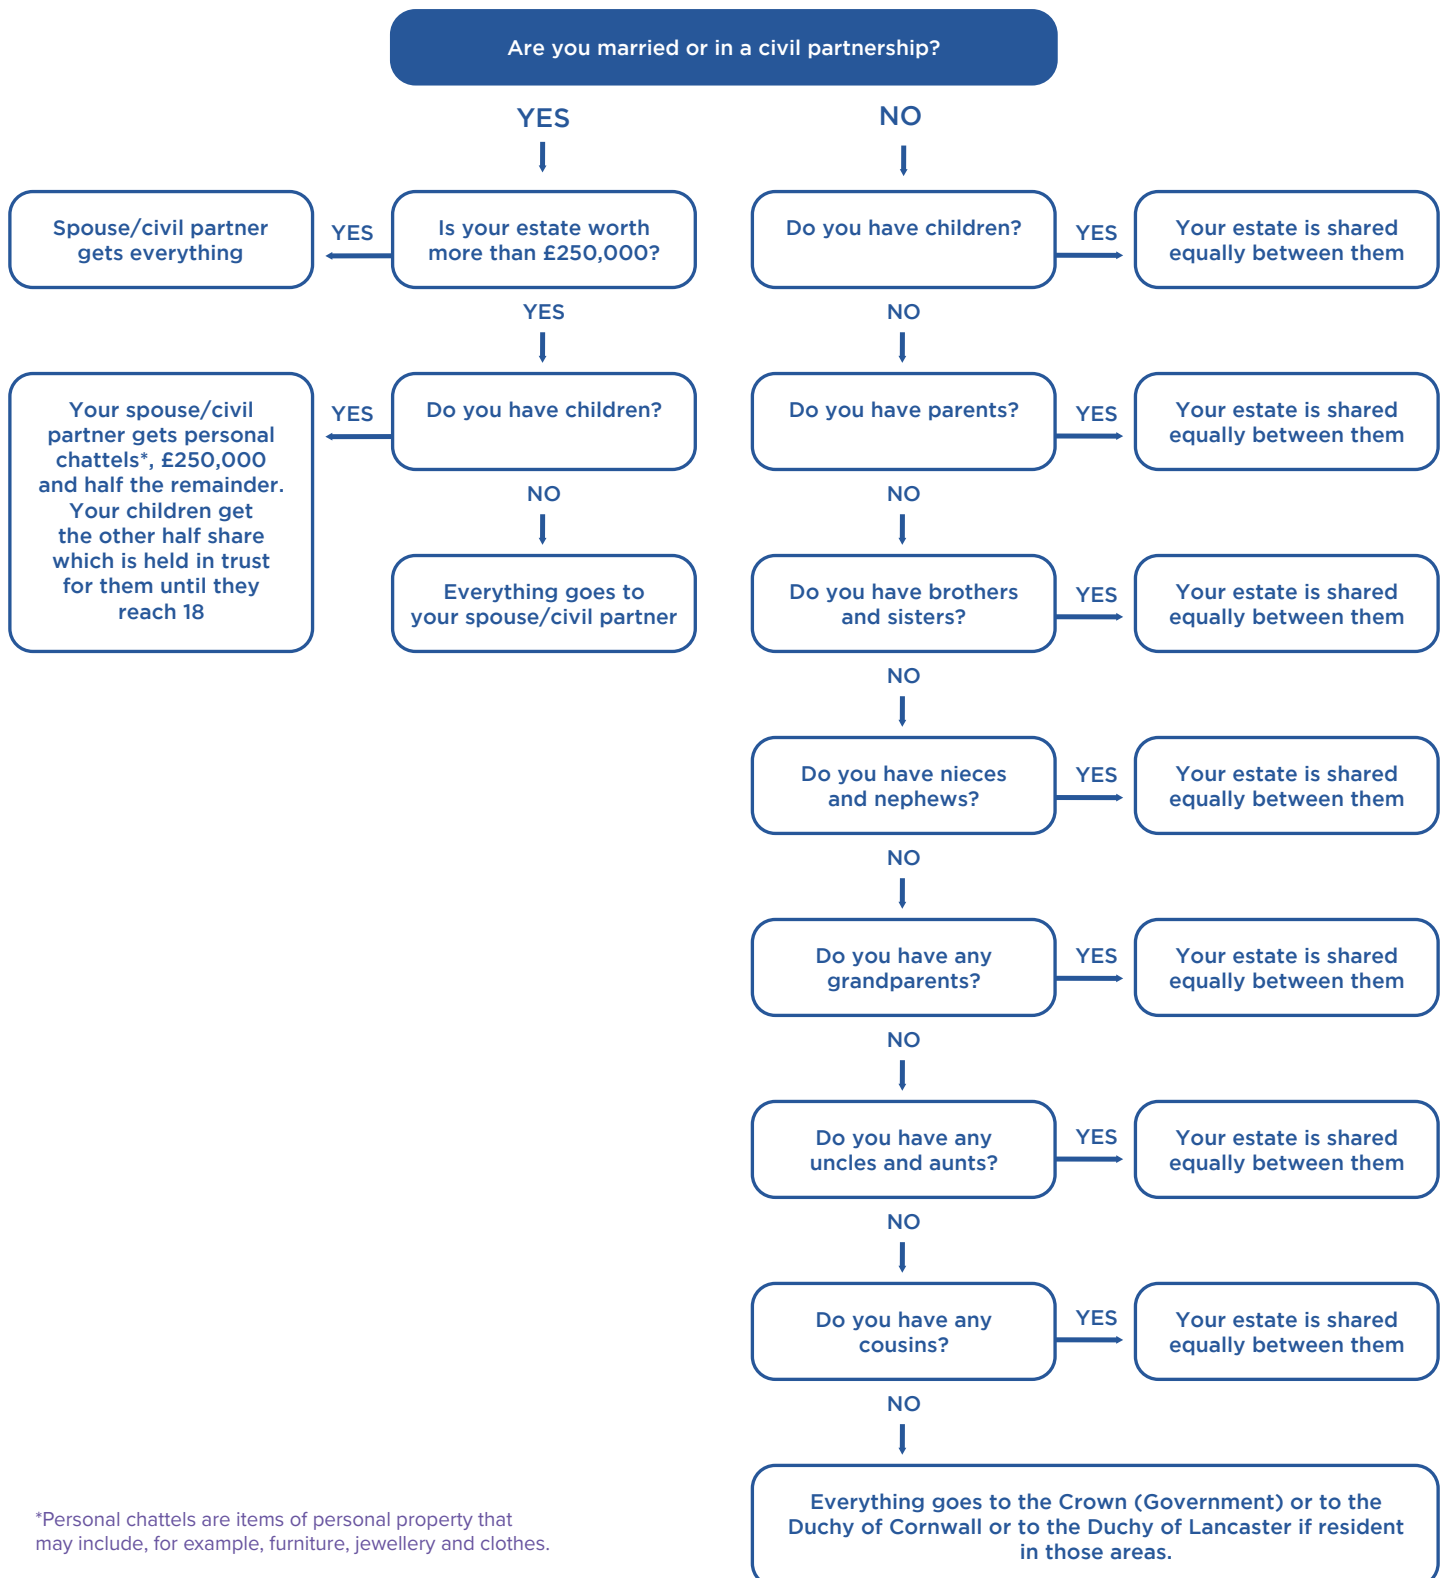 Are you married or in a civil partnership?
YES
NO
Spouse/civil partner
gets everything
YES
Is your estate worth
more than £250,000?
Do you have children?
YES
Your estate is shared
equally between them
YES
NO
Your spouse/civil
partner gets personal
chattels*, £250,000
and half the remainder.
Your children get
the other half share
which is held in trust
for them until they
reach 18
YES
Do you have children?
Do you have parents?
YES
Your estate is shared
equally between them
NO
NO
Everything goes to
your spouse/civil partner
Do you have brothers
and sisters?
YES
Your estate is shared
equally between them
NO
Do you have nieces
and nephews?
YES
Your estate is shared
equally between them
NO
Do you have any
grandparents?
YES
Your estate is shared
equally between them
NO
Do you have any
uncles and aunts?
YES
Your estate is shared
equally between them
NO
Do you have any
cousins?
YES
Your estate is shared
equally between them
NO
Everything goes to the Crown (Government) or to the
Duchy of Cornwall or to the Duchy of Lancaster if resident
in those areas.
*Personal chattels are items of personal property that
may include, for example, furniture, jewellery and clothes.